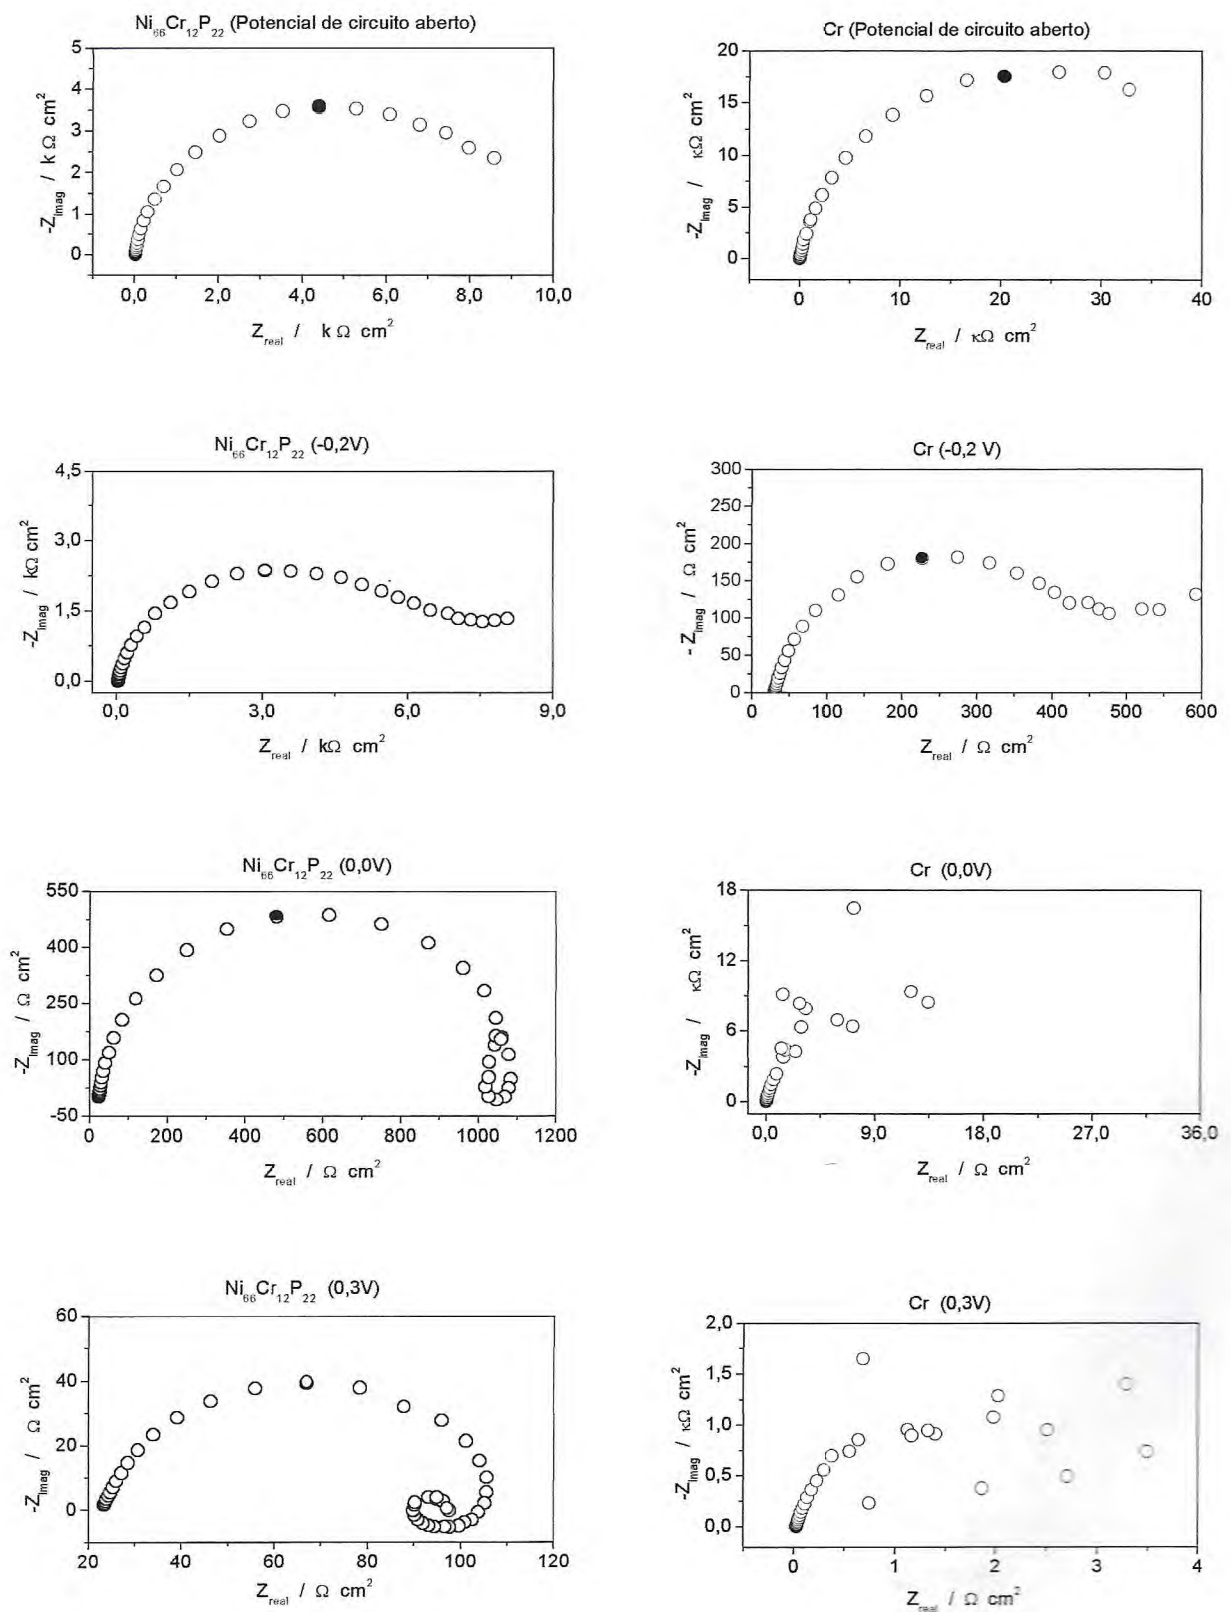 Ni66Cr12P22 (Potencial de circuito aberto)
5
4
3
2
1
0
-ZImag / k Ω cm2
0,0 2,0 4,0 6,0 8,0 10,0
Zreal / k Ω cm2
Cr (Potencial de circuito aberto)
20
15
10
5
0
-ZImag / κΩ cm2
0 10 20 30 40
Zreal / κΩ cm2
Ni66Cr12P22 (-0,2V)
4,5
3,0
1,5
0,0
-ZImag / kΩ cm2
0,0 3,0 6,0 9,0
Zreal / kΩ cm2
Cr (-0,2 V)
300
250
200
150
100
50
0
- ZImag / Ω cm2
0 100 200 300 400 500 600
Zreal / Ω cm2
Ni66Cr12P22 (0,0V)
550
400
250
100
-50
-ZImag / Ω cm2
0 200 400 600 800 1000 1200
Zreal / Ω cm2
Cr (0,0V)
18
12
6
0
-ZImag / κΩ cm2
0,0 9,0 18,0 27,0 36,0
Zreal / Ω cm2
Ni66Cr12P22 (0,3V)
60
40
20
0
-ZImag / Ω cm2
20 40 60 80 100 120
Zreal / Ω cm2
Cr (0,3V)
2,0
1,5
1,0
0,5
0,0
-ZImag / κΩ cm2
0 1 2 3 4
Zreal / Ω cm2